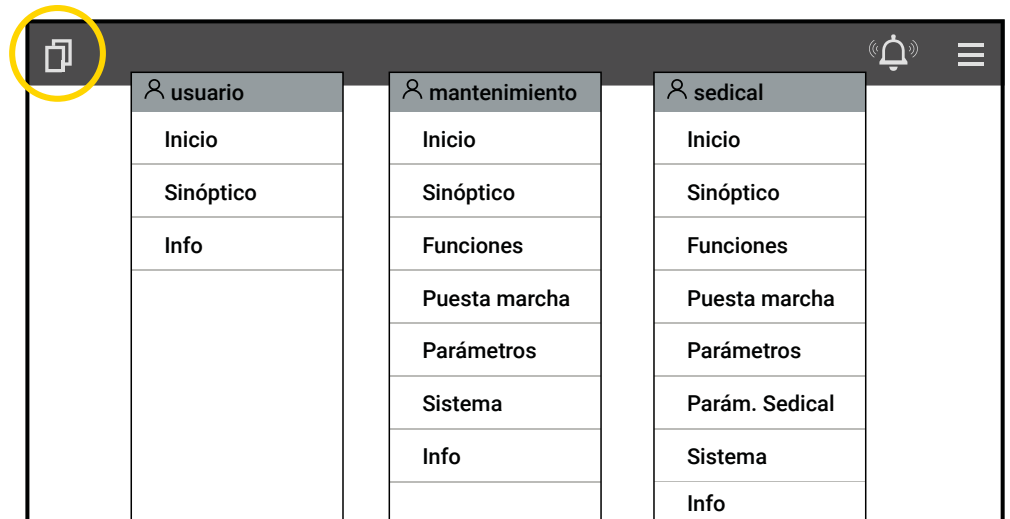 usuario
Inicio
Sinóptico
Info
mantenimiento
Inicio
Sinóptico
Funciones
Puesta marcha
Parámetros
Sistema
Info
sedical
Inicio
Sinóptico
Funciones
Puesta marcha
Parámetros
Parám. Sedical
Sistema
Info